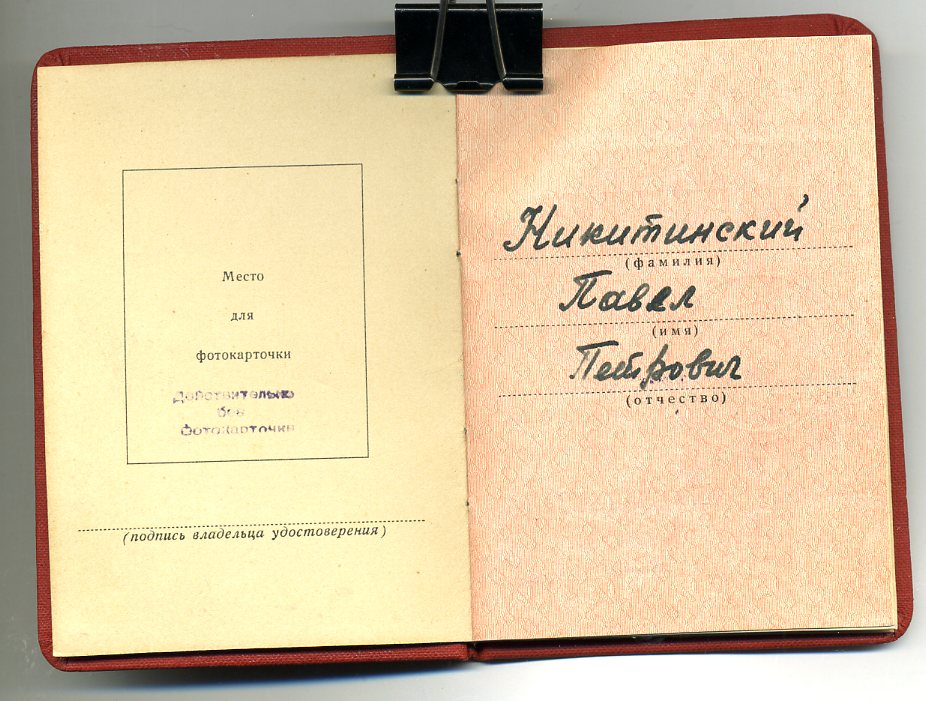 Место
для
фотокарточки
Действительно
без
фотокарточки
(подпись владельца удостоверения)
Никитинский
(фамилия)
Павел
(имя)
Петрович
(отчество)